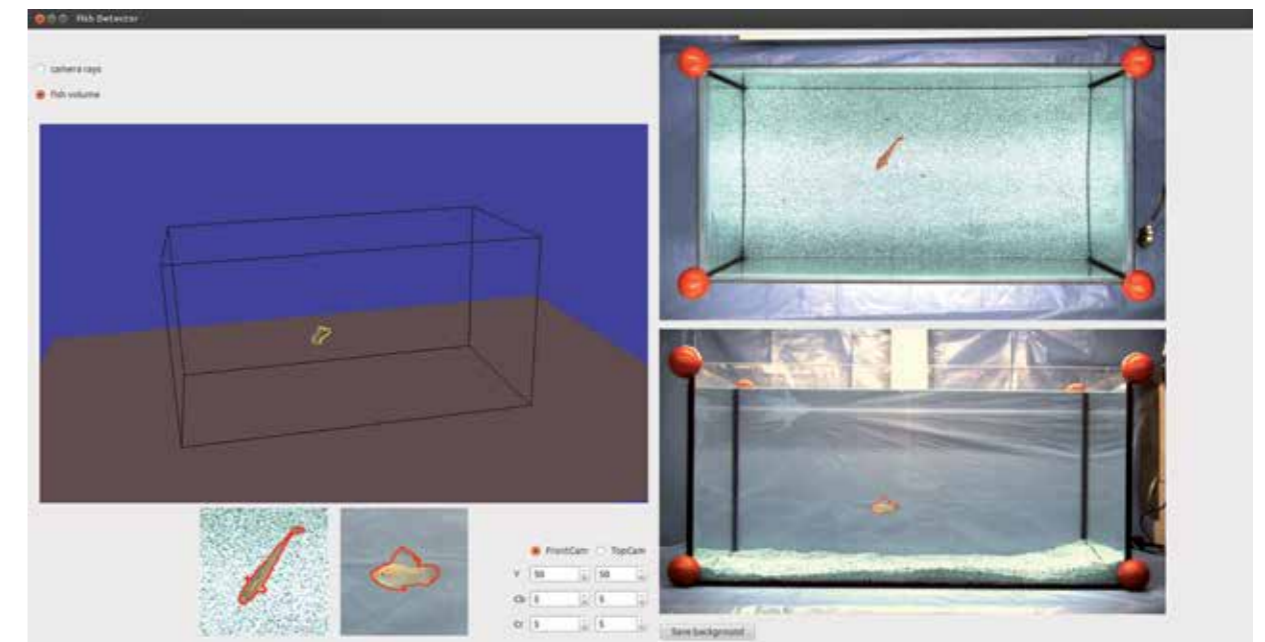 Fish Detector
camera rays
fish volume
FrontCam TopCam
Y 50 50
Cb 5 5
Cr 5 5
Save background